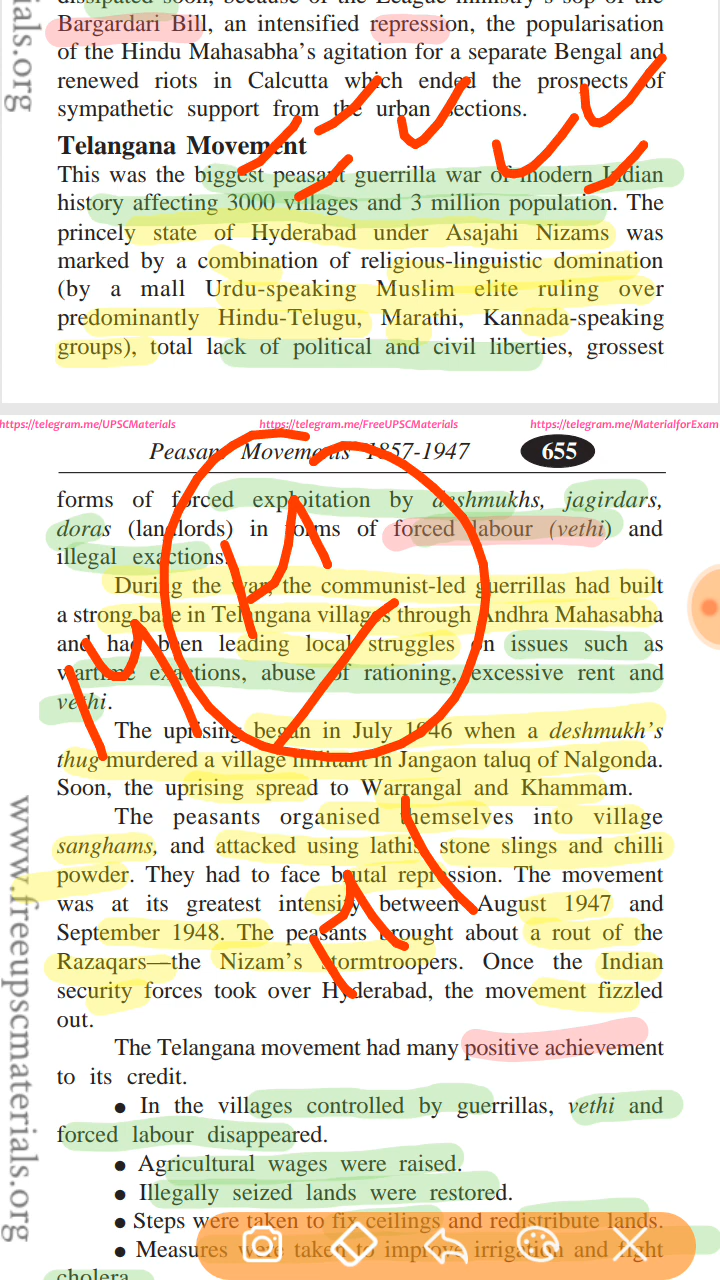 dissipated soon, because of the League ministry's sop of the
Bargardari Bill, an intensified repression, the popularisation
of the Hindu Mahasabha's agitation for a separate Bengal and
renewed riots in Calcutta which ended the prospects of
sympathetic support from the urban sections.
Telangana Movement
This was the biggest peasant guerrilla war of modern Indian
history affecting 3000 villages and 3 million population. The
princely state of Hyderabad under Asajahi Nizams was
marked by a combination of religious-linguistic domination
(by a mall Urdu-speaking Muslim elite ruling over
predominantly Hindu-Telugu, Marathi, Kannada-speaking
groups), total lack of political and civil liberties, grossest
https://telegram.me/UPSCMaterials https://telegram.me/FreeUPSCMaterials https://telegram.me/MaterialforExam
Peasant Movements 1857-1947 655
forms of forced exploitation by deshmukhs, jagirdars,
doras (landlords) in forms of forced labour (vethi) and
illegal exactions.
During the war, the communist-led guerrillas had built
a strong base in Telangana villages through Andhra Mahasabha
and had been leading local struggles on issues such as
wartime exactions, abuse of rationing, excessive rent and
vethi.
The uprising began in July 1946 when a deshmukh's
thug murdered a village militant in Jangaon taluq of Nalgonda.
Soon, the uprising spread to Warrangal and Khammam.
The peasants organised themselves into village
sanghams, and attacked using lathis, stone slings and chilli
powder. They had to face brutal repression. The movement
was at its greatest intensity between August 1947 and
September 1948. The peasants brought about a rout of the
Razaqars—the Nizam's stormtroopers. Once the Indian
security forces took over Hyderabad, the movement fizzled
out.
The Telangana movement had many positive achievement
to its credit.
● In the villages controlled by guerrillas, vethi and
forced labour disappeared.
● Agricultural wages were raised.
● Illegally seized lands were restored.
● Steps were taken to fix ceilings and redistribute lands.
● Measures were taken to improve irrigation and fight
cholera.
ials.org
www.freeupscmaterials.org